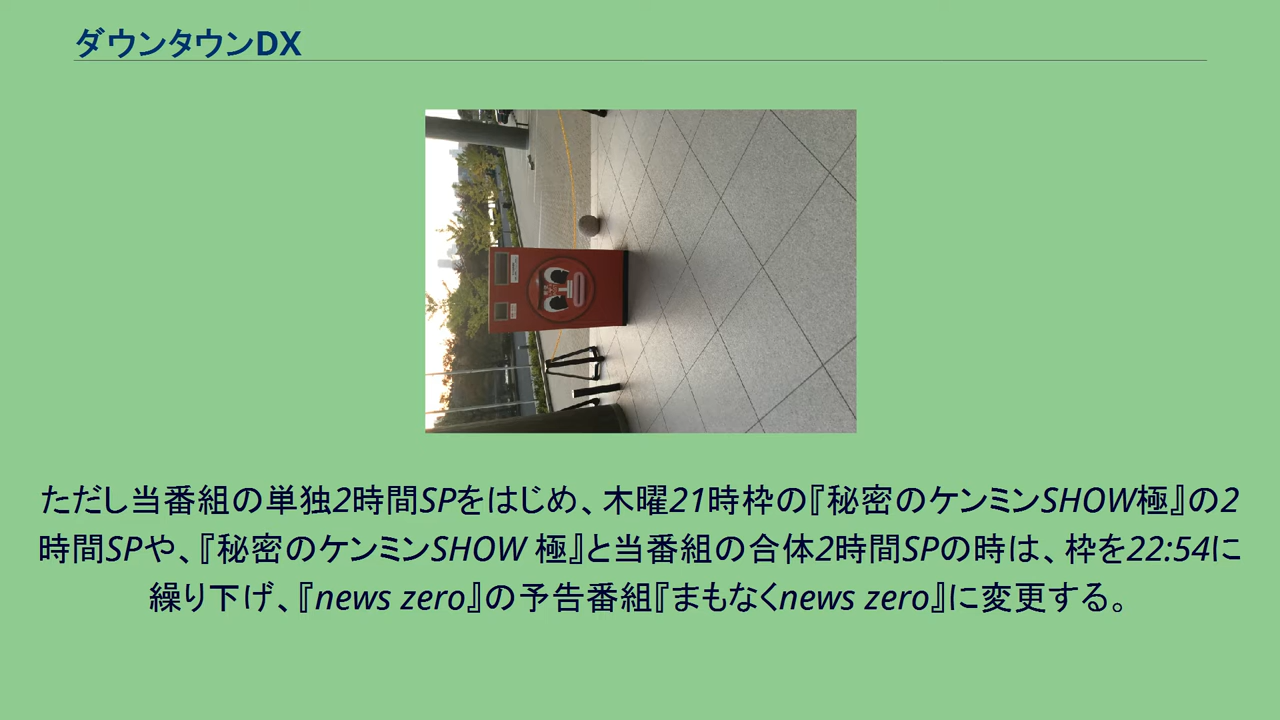 ダウンタウンDX
ただし当番組の単独2時間SPをはじめ、木曜21時枠の『秘密のケンミンSHOW極』の2
時間SPや、『秘密のケンミンSHOW 極』と当番組の合体2時間SPの時は、枠を22:54に
繰り下げ、『news zero』の予告番組『まもなくnews zero』に変更する。